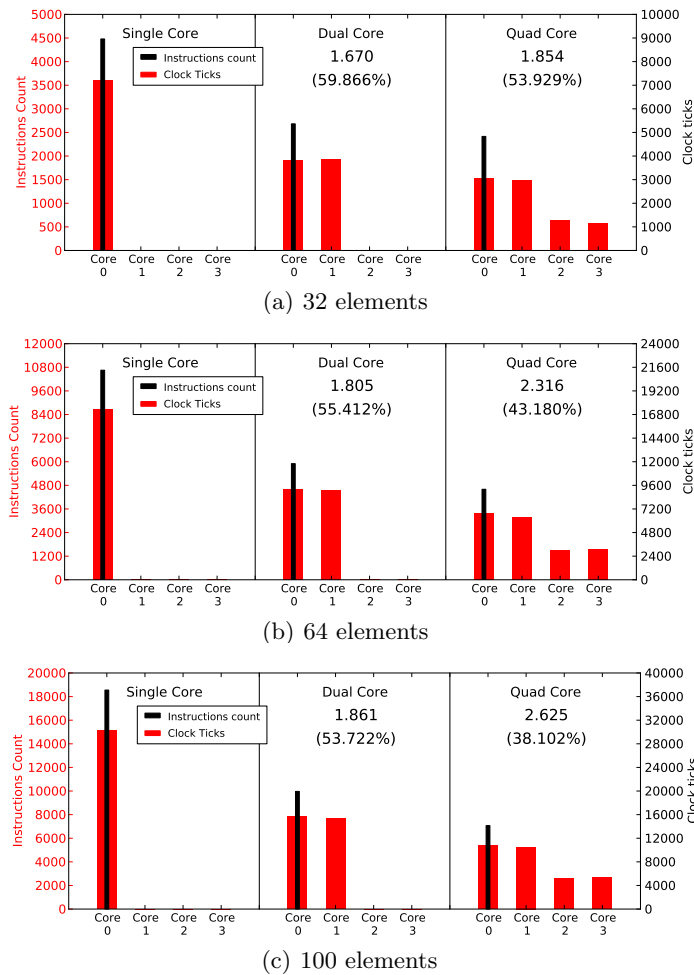 5000
4500
4000
3500
3000
2500
2000
1500
1000
500
0
Instructions Count
Single Core
Instructions count
Clock Ticks
Dual Core
1.670
(59.866%)
Quad Core
1.854
(53.929%)
10000
9000
8000
7000
6000
5000
4000
3000
2000
1000
0
Clock ticks
Core 0
Core 1
Core 2
Core 3
Core 0
Core 1
Core 2
Core 3
Core 0
Core 1
Core 2
Core 3
(a) 32 elements
12000
10800
9600
8400
7200
6000
4800
3600
2400
1200
0
Instructions Count
Single Core
Instructions count
Clock Ticks
Dual Core
1.805
(55.412%)
Quad Core
2.316
(43.180%)
24000
21600
19200
16800
14400
12000
9600
7200
4800
2400
0
Clock ticks
Core 0
Core 1
Core 2
Core 3
Core 0
Core 1
Core 2
Core 3
Core 0
Core 1
Core 2
Core 3
(b) 64 elements
20000
18000
16000
14000
12000
10000
8000
6000
4000
2000
0
Instructions Count
Single Core
Instructions count
Clock Ticks
Dual Core
1.861
(53.722%)
Quad Core
2.625
(38.102%)
40000
36000
32000
28000
24000
20000
16000
12000
8000
4000
0
Clock ticks
Core 0
Core 1
Core 2
Core 3
Core 0
Core 1
Core 2
Core 3
Core 0
Core 1
Core 2
Core 3
(c) 100 elements